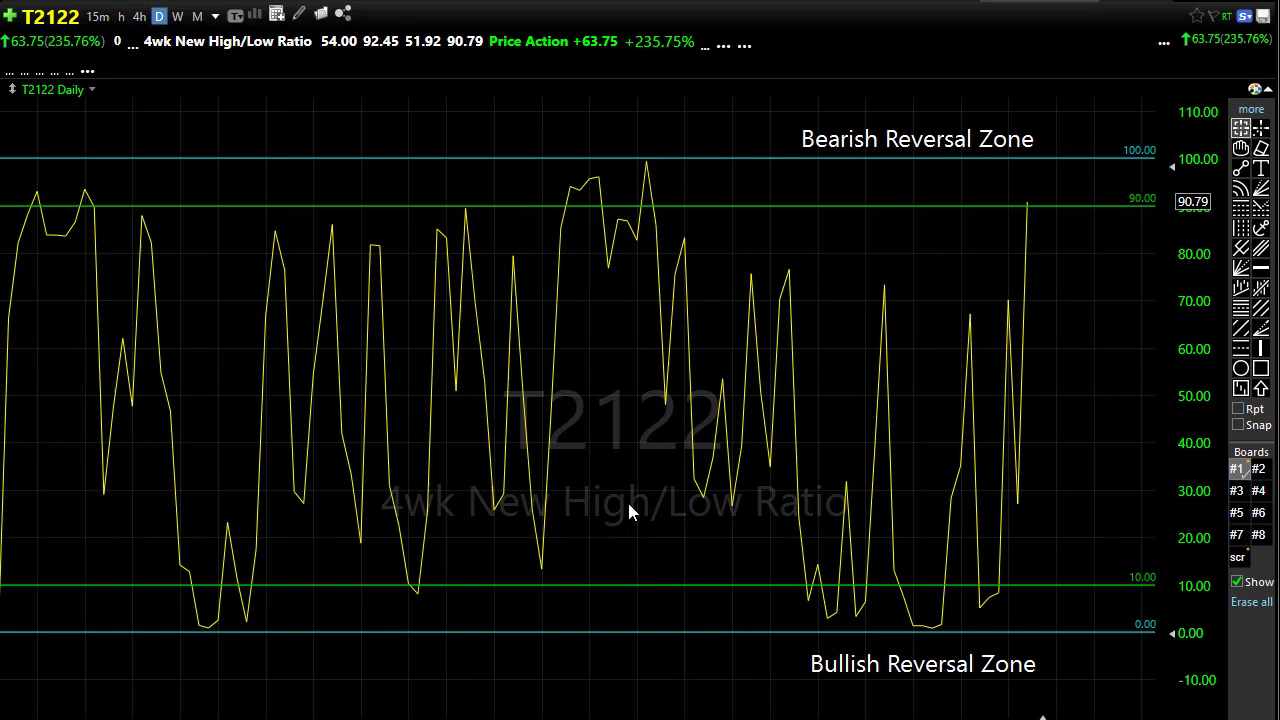 T2122 15m h 4h D W M RT S
63.75(235.76%) 0 ... 4wk New High/Low Ratio 54.00 92.45 51.92 90.79 Price Action +63.75 +235.75% ... ... ... ... 63.75(235.76%)
... ... ... ... ... ...
T2122 Daily
more
Bearish Reversal Zone
110.00
100.00
100.00
90.00
90.79
80.00
70.00
60.00
50.00
40.00
30.00
20.00
10.00
10.00
0.00
0.00
-10.00
T2122
4wk New High/Low Ratio
Bullish Reversal Zone
Rpt
Snap
Boards
#1 #2
#3 #4
#5 #6
#7 #8
scr
Show
Erase all